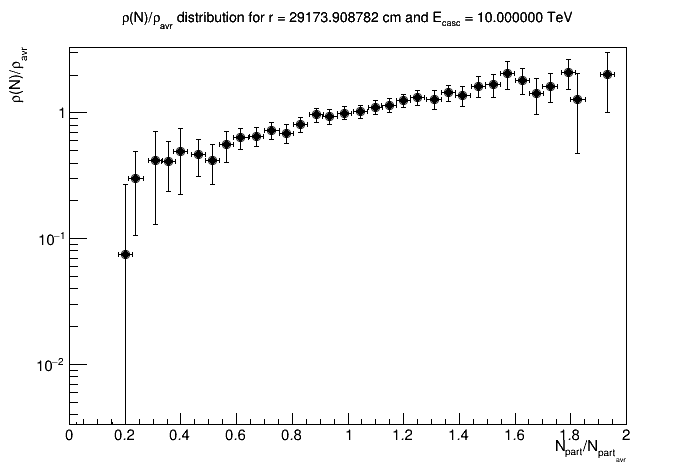 ρ(N)/ρavr distribution for r = 29173.908782 cm and Ecasc = 10.000000 TeV
ρ(N)/ρavr
1
10−1
10−2
0 0.2 0.4 0.6 0.8 1 1.2 1.4 1.6 1.8 2
Npart/Npartavr